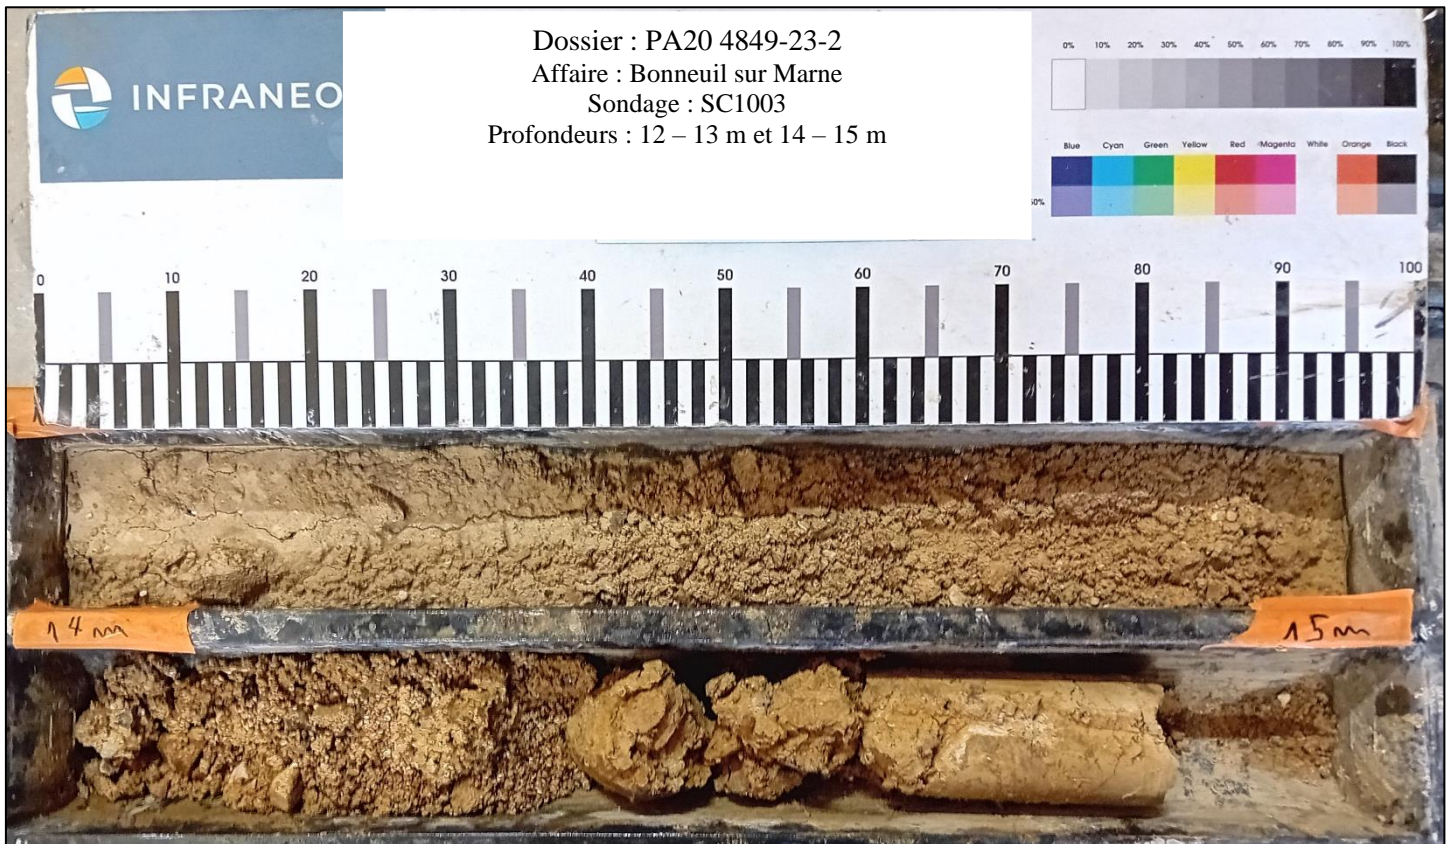 INFRANEO
Dossier : PA20 4849-23-2
Affaire : Bonneuil sur Marne
Sondage : SC1003
Profondeurs : 12 – 13 m et 14 – 15 m
0% 10% 20% 30% 40% 50% 60% 70% 80% 90% 100%
Blue Cyan Green Yellow Red Magenta White Orange Black
0 10 20 30 40 50 60 70 80 90 100
14 m
15 m